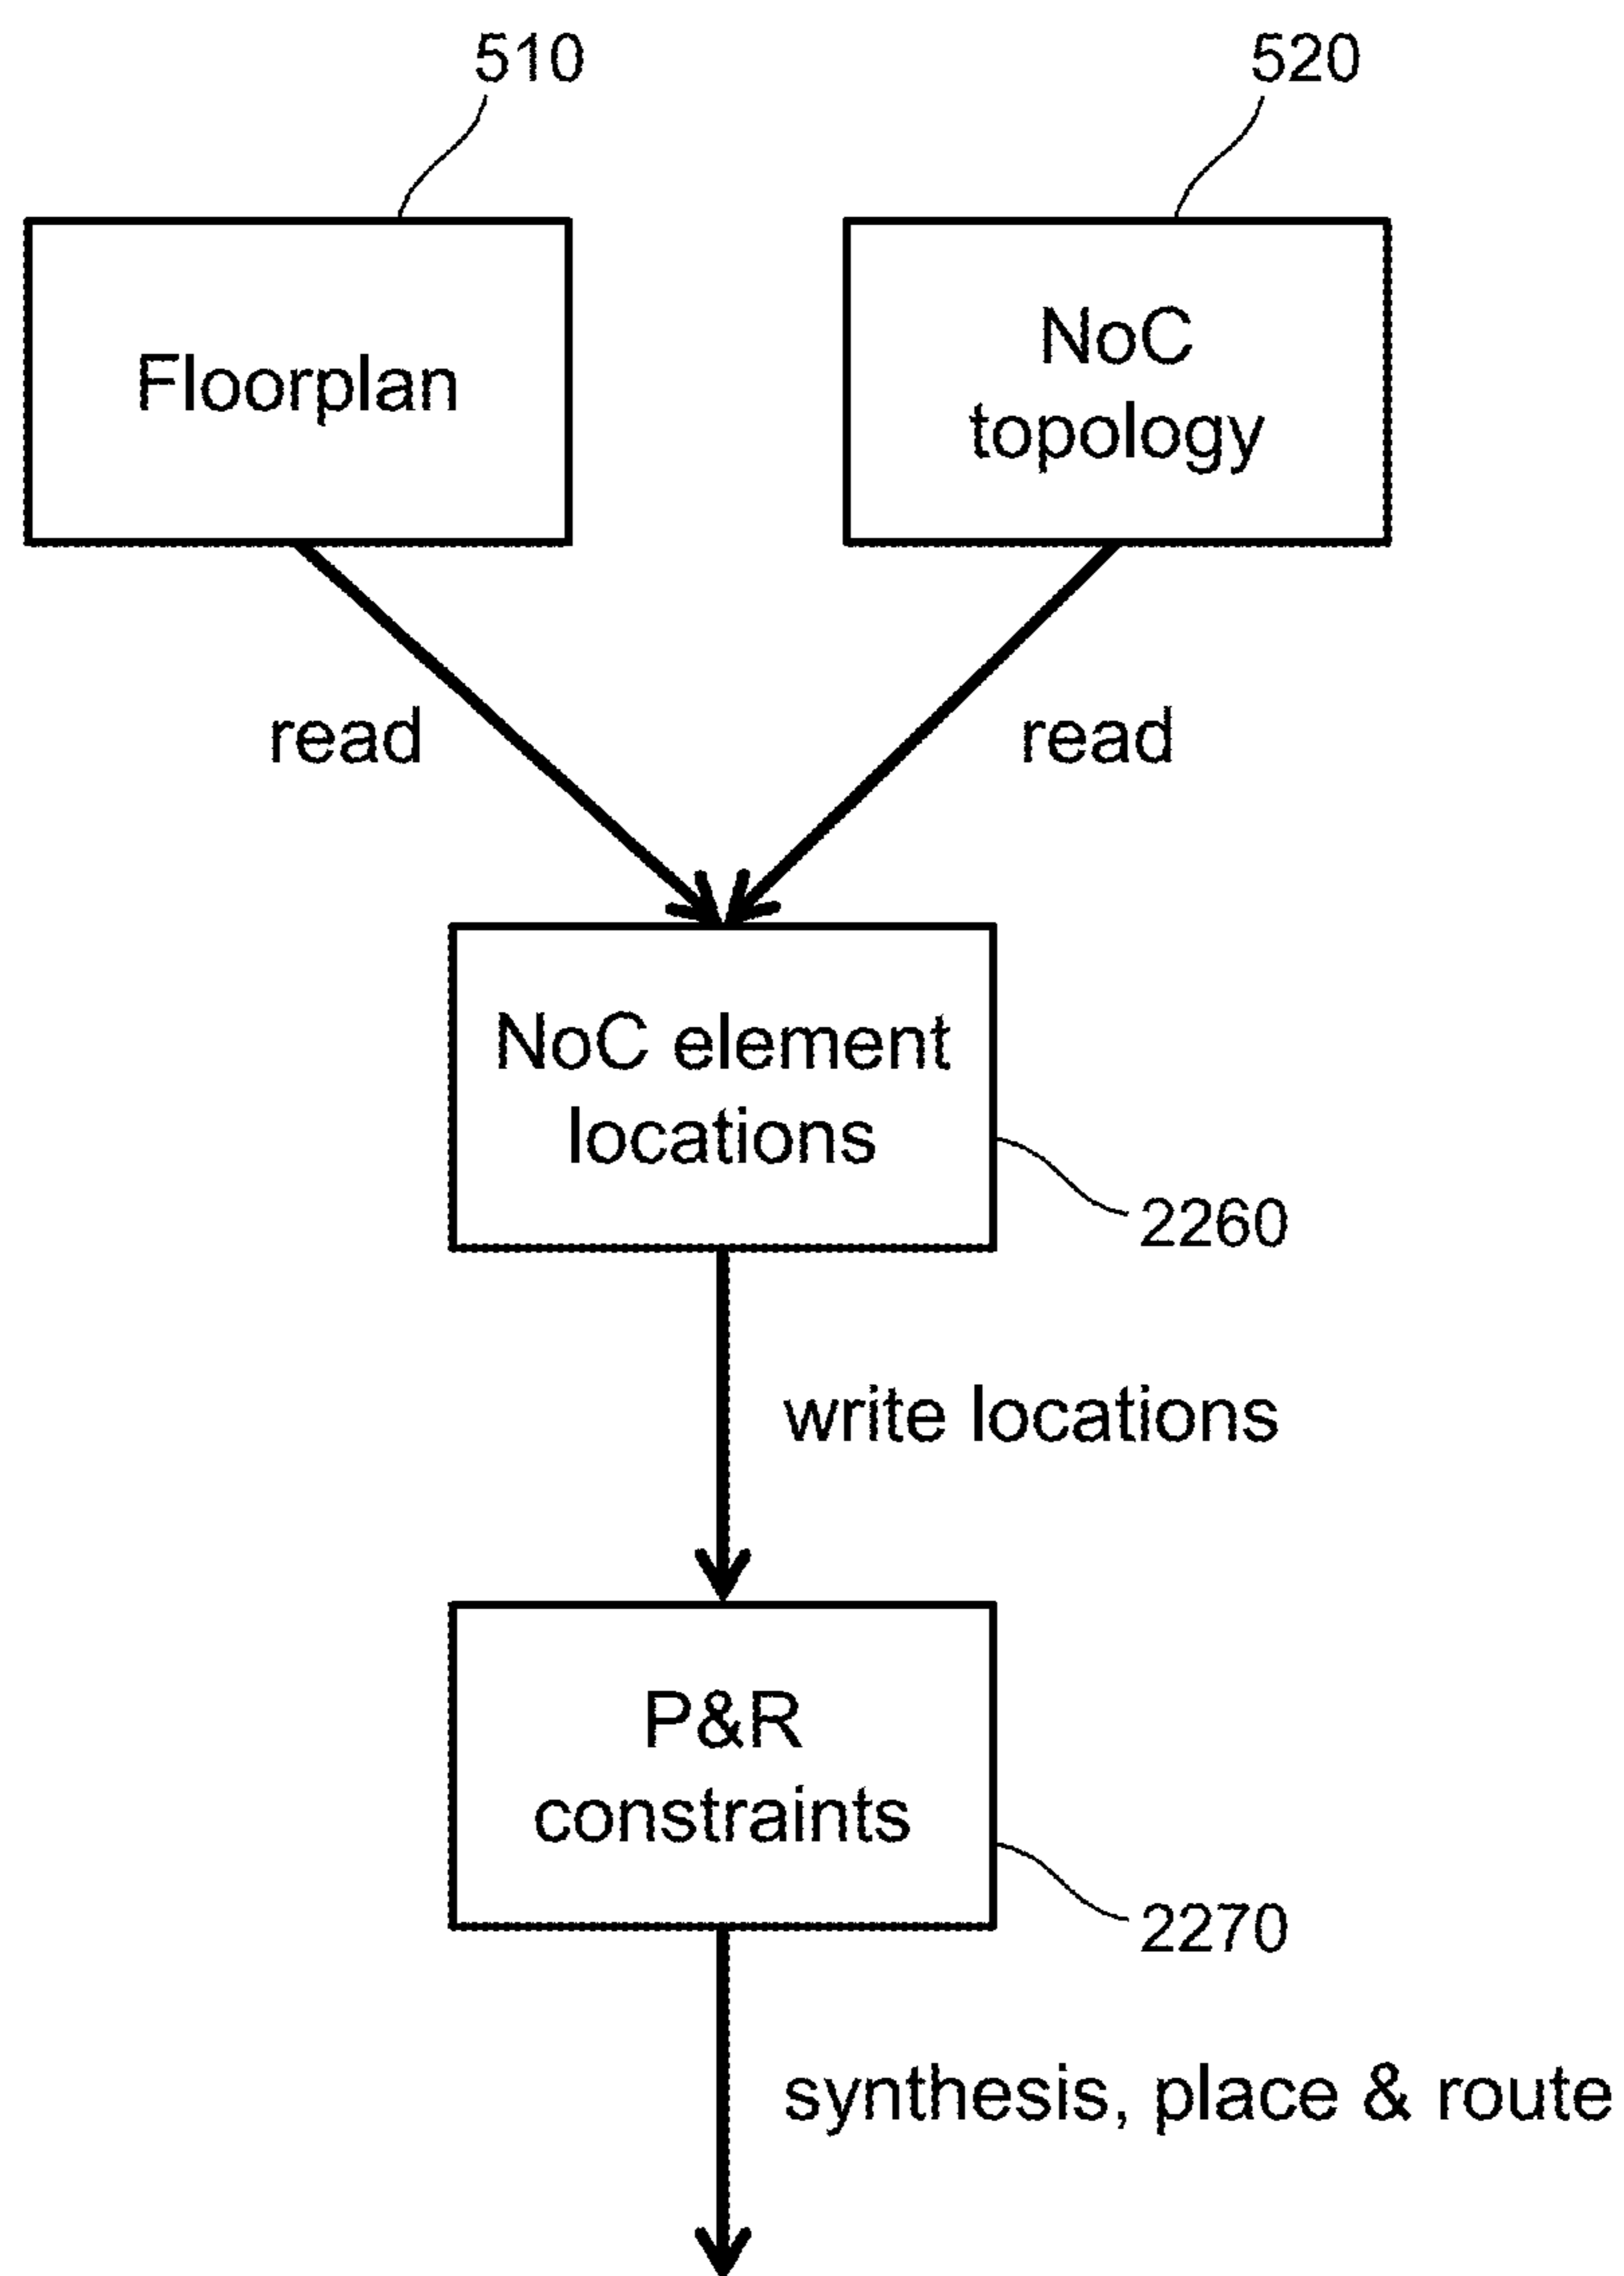 510
520
Floorplan
NoC
topology
read
read
NoC element
locations
2260
write locations
P&R
constraints
2270
synthesis, place & route